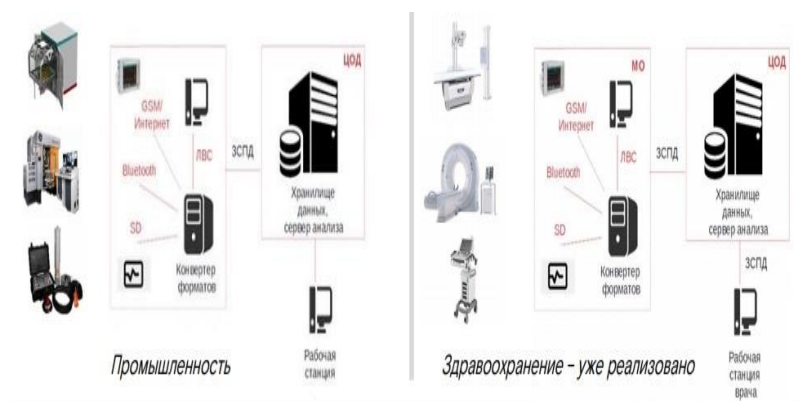 ЦОД
GSM/
Интернет
ЛВС
ЗСПД
Bluetooth
SD
Хранилище
данных,
сервер анализа
Конвертер
форматов
Рабочая
станция
Промышленность
МО
ЦОД
GSM/
Интернет
ЛВС
ЗСПД
Bluetooth
SD
Хранилище
данных,
сервер анализа
Конвертер
форматов
ЗСПД
Рабочая
станция
врача
Здравоохранение – уже реализовано